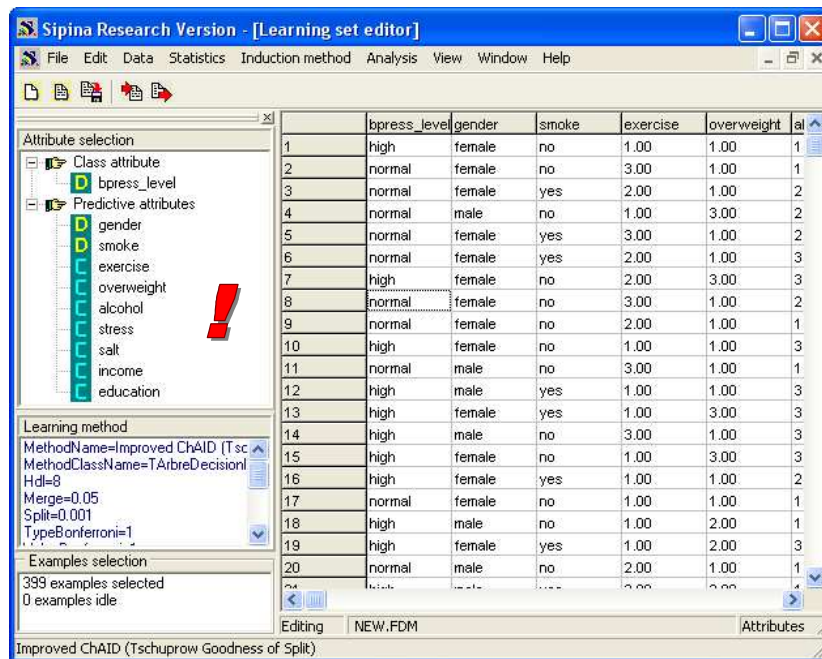 Sipina Research Version - [Learning set editor]
File Edit Data Statistics Induction method Analysis View Window Help
Attribute selection
Class attribute
D bpress_level
Predictive attributes
D gender
D smoke
C exercise
C overweight
C alcohol
C stress
C salt
C income
C education
!
Learning method
MethodName=Improved ChAID (Tsc
MethodClassName=TArbreDecisionI
Hdl=8
Merge=0.05
Split=0.001
TypeBonferroni=1
Examples selection
399 examples selected
0 examples idle
bpress_level gender smoke exercise overweight al
1 high female no 1.00 1.00 1
2 normal female no 3.00 1.00 1
3 normal female yes 2.00 1.00 2
4 normal male no 1.00 3.00 2
5 normal female yes 3.00 1.00 2
6 normal female yes 2.00 1.00 3
7 high female no 2.00 3.00 3
8 normal female no 3.00 1.00 2
9 normal female no 2.00 1.00 1
10 high female no 1.00 1.00 3
11 normal male no 3.00 1.00 1
12 high male yes 1.00 1.00 3
13 high female yes 1.00 3.00 3
14 high male no 3.00 1.00 3
15 high female no 1.00 3.00 3
16 high female yes 1.00 1.00 2
17 normal female no 1.00 1.00 1
18 high male no 1.00 2.00 1
19 high female yes 1.00 2.00 3
20 normal male no 2.00 1.00 1
Editing NEW.FDM Attributes
Improved ChAID (Tschuprow Goodness of Split)